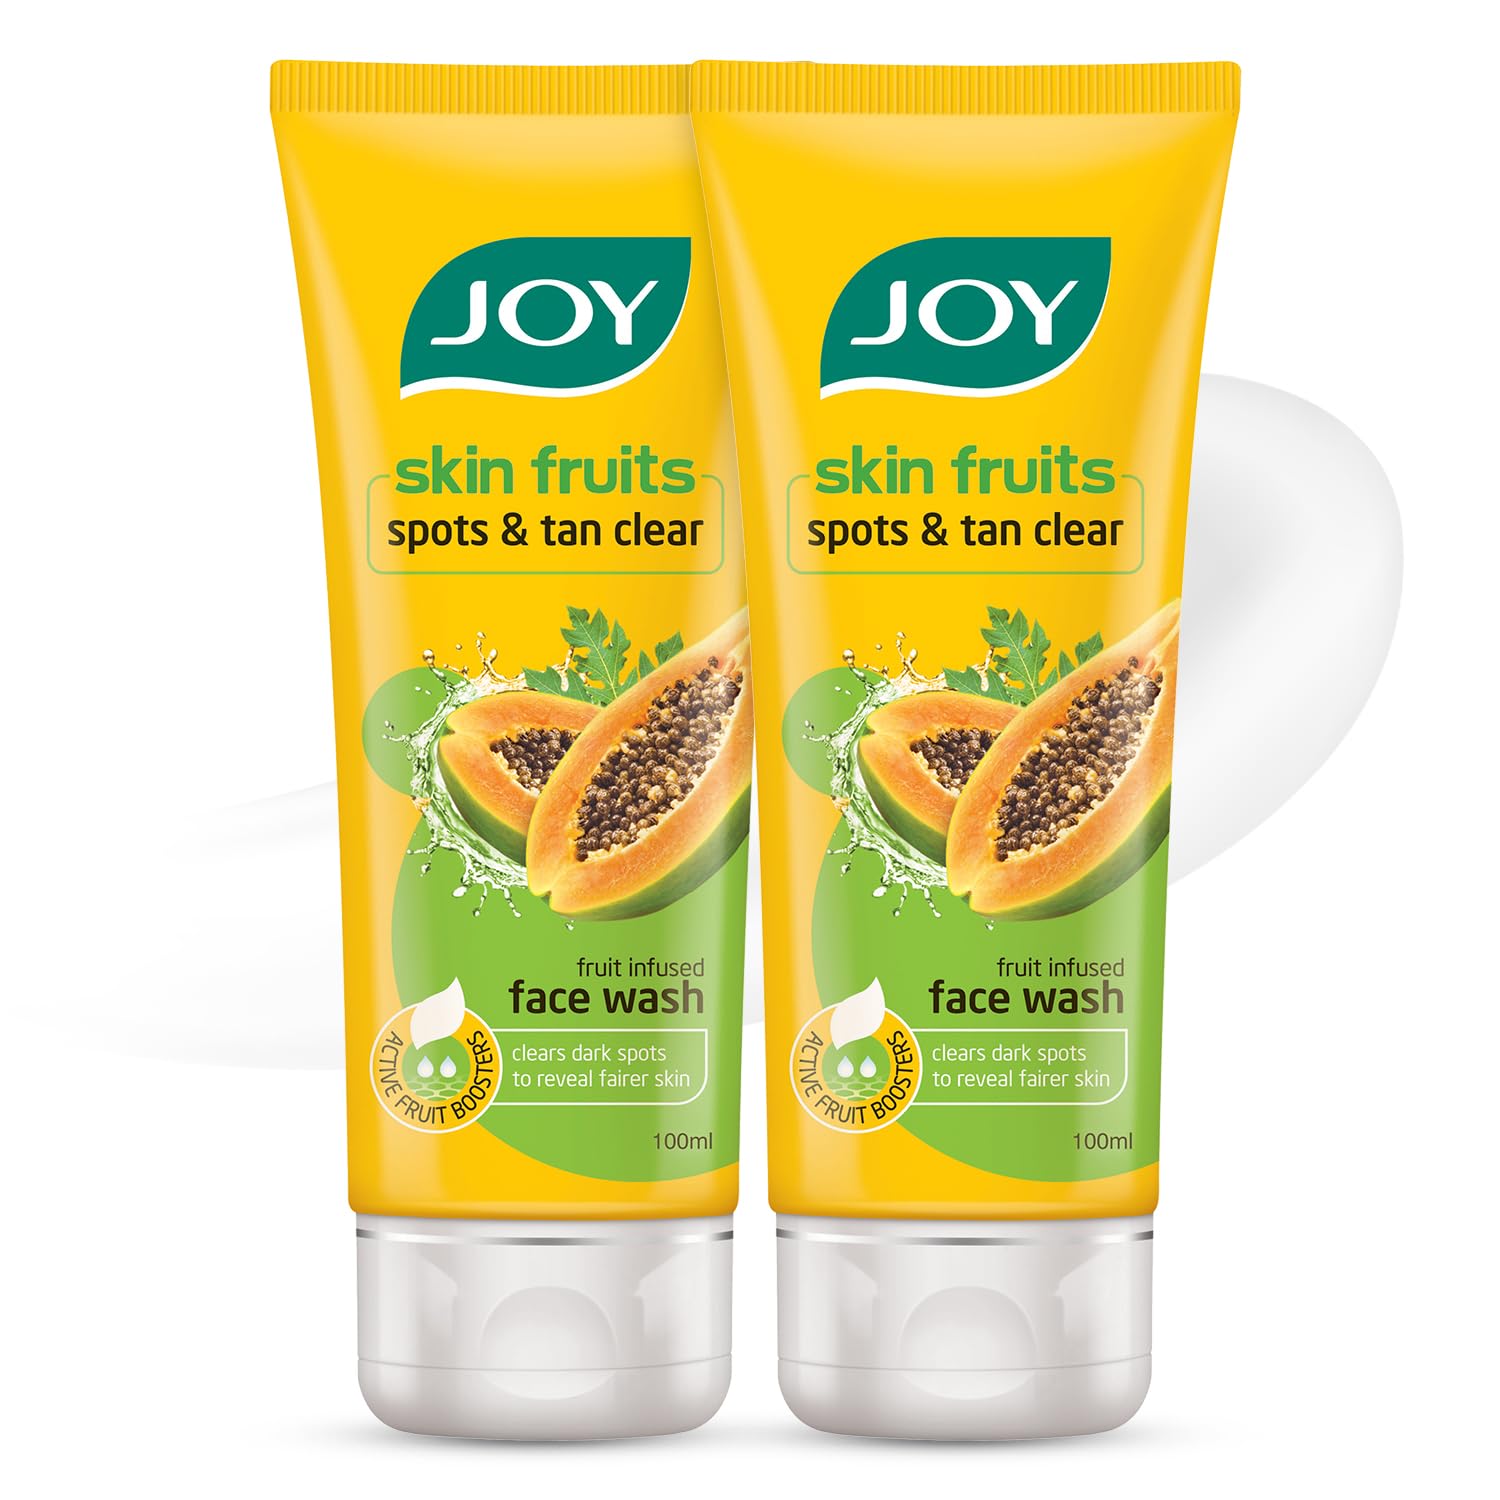 JOY
skin fruits
spots & tan clear
fruit infused
face wash
clears dark spots
to reveal fairer skin
ACTIVE FRUIT BOOSTERS
100ml
JOY
skin fruits
spots & tan clear
fruit infused
face wash
clears dark spots
to reveal fairer skin
ACTIVE FRUIT BOOSTERS
100ml